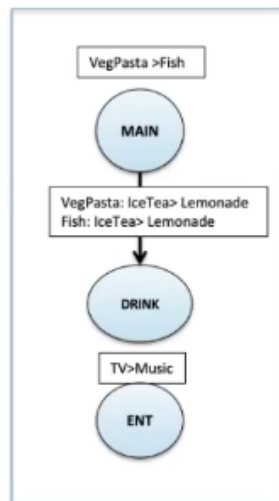 VegPasta >Fish
MAIN
VegPasta: IceTea> Lemonade
Fish: IceTea> Lemonade
DRINK
TV>Music
ENT